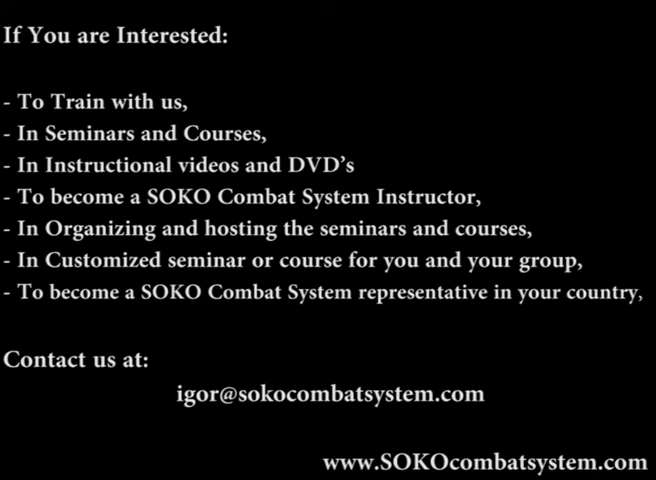 If You are Interested:
- To Train with us,
- In Seminars and Courses,
- In Instructional videos and DVD's
- To become a SOKO Combat System Instructor,
- In Organizing and hosting the seminars and courses,
- In Customized seminar or course for you and your group,
- To become a SOKO Combat System representative in your country,
Contact us at:
igor@sokocombatsystem.com
www.SOKOcombatsystem.com